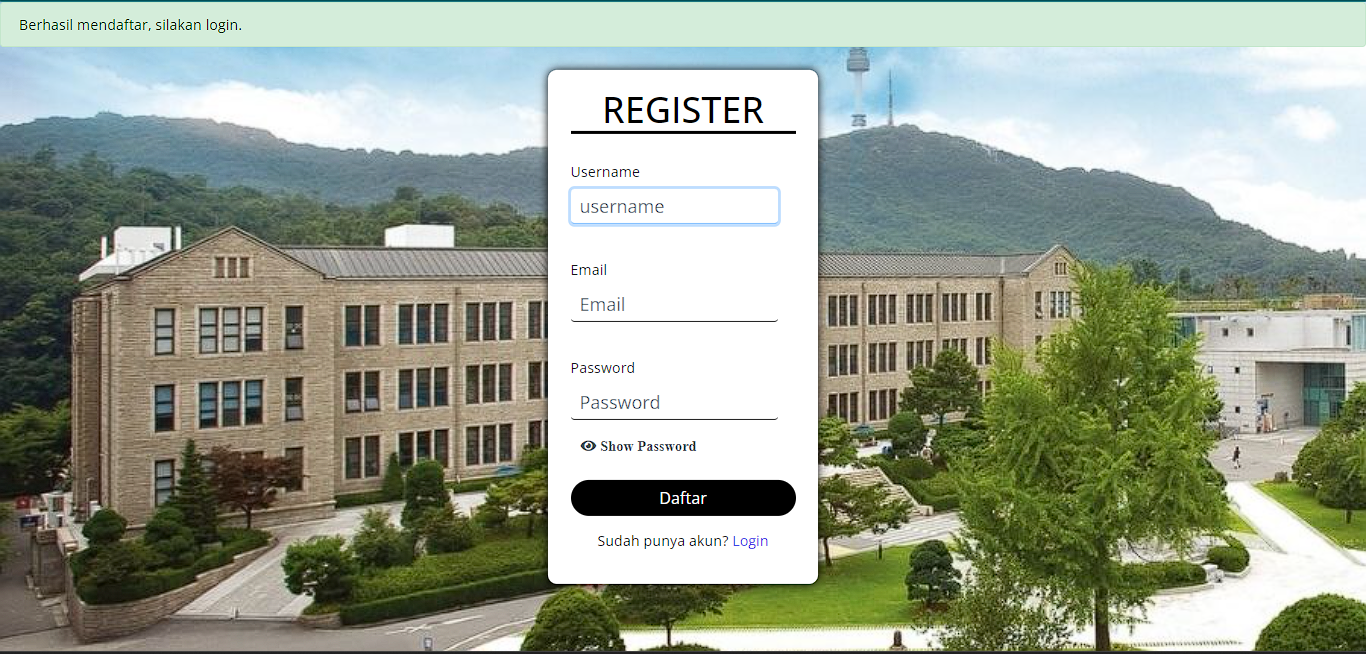 Berhasil mendaftar, silakan login.
REGISTER
Username
username
Email
Email
Password
Password
Show Password
Daftar
Sudah punya akun? Login